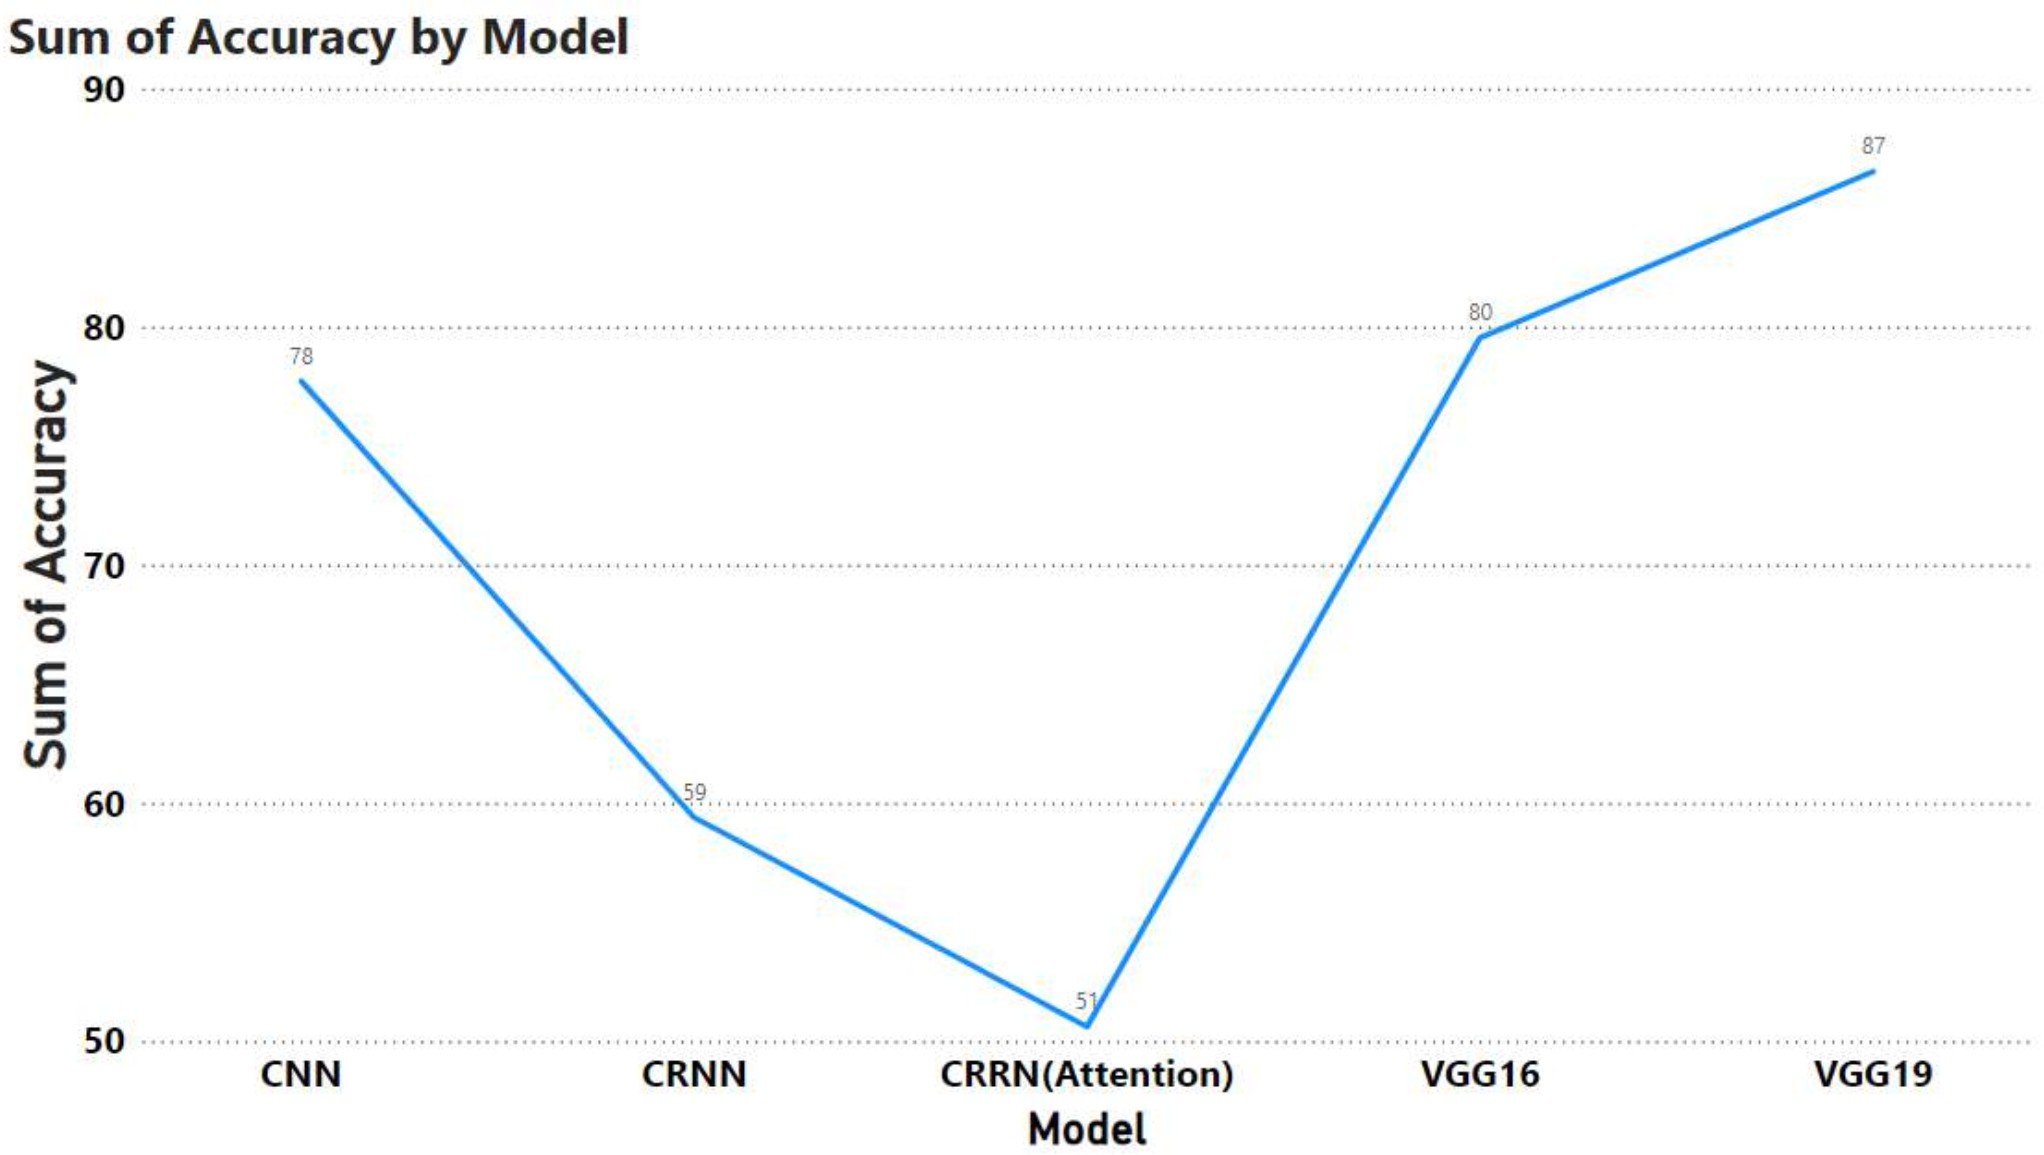 Sum of Accuracy by Model
90
87
80
80
78
Sum of Accuracy
70
59
60
51
50
CNN CRNN CRRN(Attention) VGG16 VGG19
Model